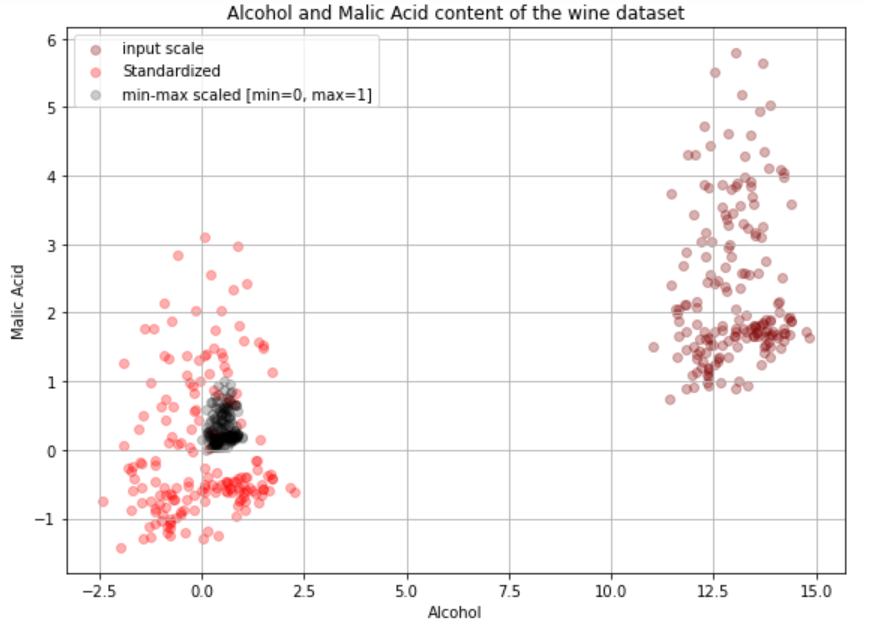 Alcohol and Malic Acid content of the wine dataset
input scale
Standardized
min-max scaled [min=0, max=1]
6
5
4
3
2
1
0
−1
Malic Acid
−2.5 0.0 2.5 5.0 7.5 10.0 12.5 15.0
Alcohol